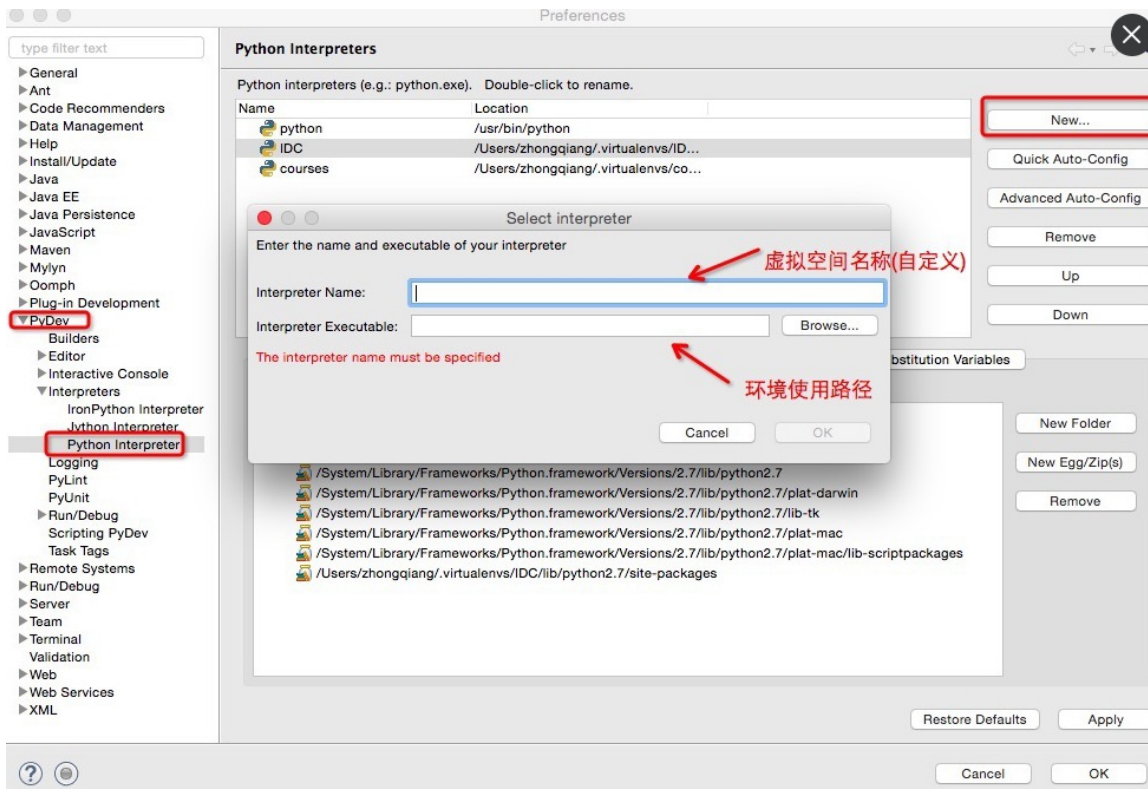 Preferences
type filter text
General
Ant
Code Recommenders
Data Management
Help
Install/Update
Java
Java EE
Java Persistence
JavaScript
Maven
Mylyn
Oomph
Plug-in Development
PyDev
Builders
Editor
Interactive Console
Interpreters
IronPython Interpreter
Jython Interpreter
Python Interpreter
Logging
PyLint
PyUnit
Run/Debug
Scripting PyDev
Task Tags
Remote Systems
Run/Debug
Server
Team
Terminal
Validation
Web
Web Services
XML
Python Interpreters
Python interpreters (e.g.: python.exe). Double-click to rename.
Name Location
python /usr/bin/python
IDC /Users/zhongqiang/.virtualenvs/ID...
courses /Users/zhongqiang/.virtualenvs/co...
New...
Quick Auto-Config
Advanced Auto-Config
Remove
Up
Down
Select interpreter
Enter the name and executable of your interpreter
虚拟空间名称(自定义)
Interpreter Name:
Interpreter Executable: Browse...
The interpreter name must be specified
环境使用路径
Cancel OK
bstitution Variables
/System/Library/Frameworks/Python.framework/Versions/2.7/lib/python2.7
/System/Library/Frameworks/Python.framework/Versions/2.7/lib/python2.7/plat-darwin
/System/Library/Frameworks/Python.framework/Versions/2.7/lib/python2.7/lib-tk
/System/Library/Frameworks/Python.framework/Versions/2.7/lib/python2.7/plat-mac
/System/Library/Frameworks/Python.framework/Versions/2.7/lib/python2.7/plat-mac/lib-scriptpackages
/Users/zhongqiang/.virtualenvs/IDC/lib/python2.7/site-packages
New Folder
New Egg/Zip(s)
Remove
Restore Defaults Apply
? Cancel OK